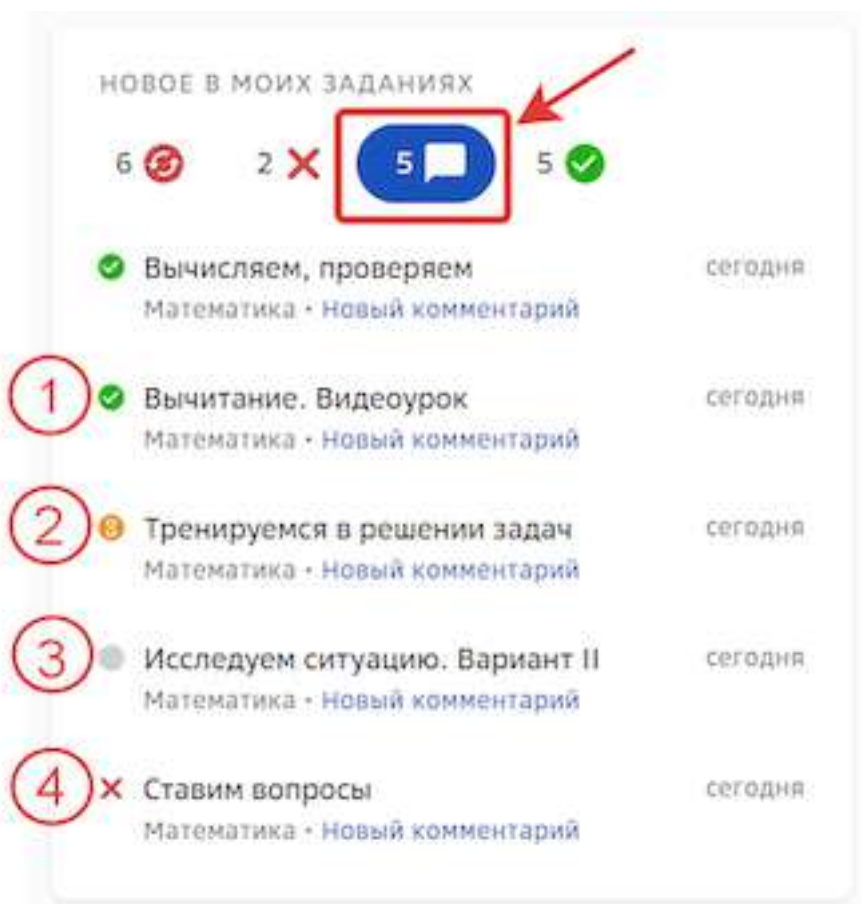 НОВОЕ В МОИХ ЗАДАНИЯХ
6 2 5 5
Вычисляем, проверяем сегодня
Математика • Новый комментарий
1 Вычитание. Видеоурок сегодня
Математика • Новый комментарий
2 Тренируемся в решении задач сегодня
Математика • Новый комментарий
3 Исследуем ситуацию. Вариант II сегодня
Математика • Новый комментарий
4 Ставим вопросы сегодня
Математика • Новый комментарий